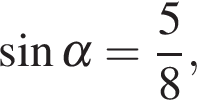 sin α = 5/8,